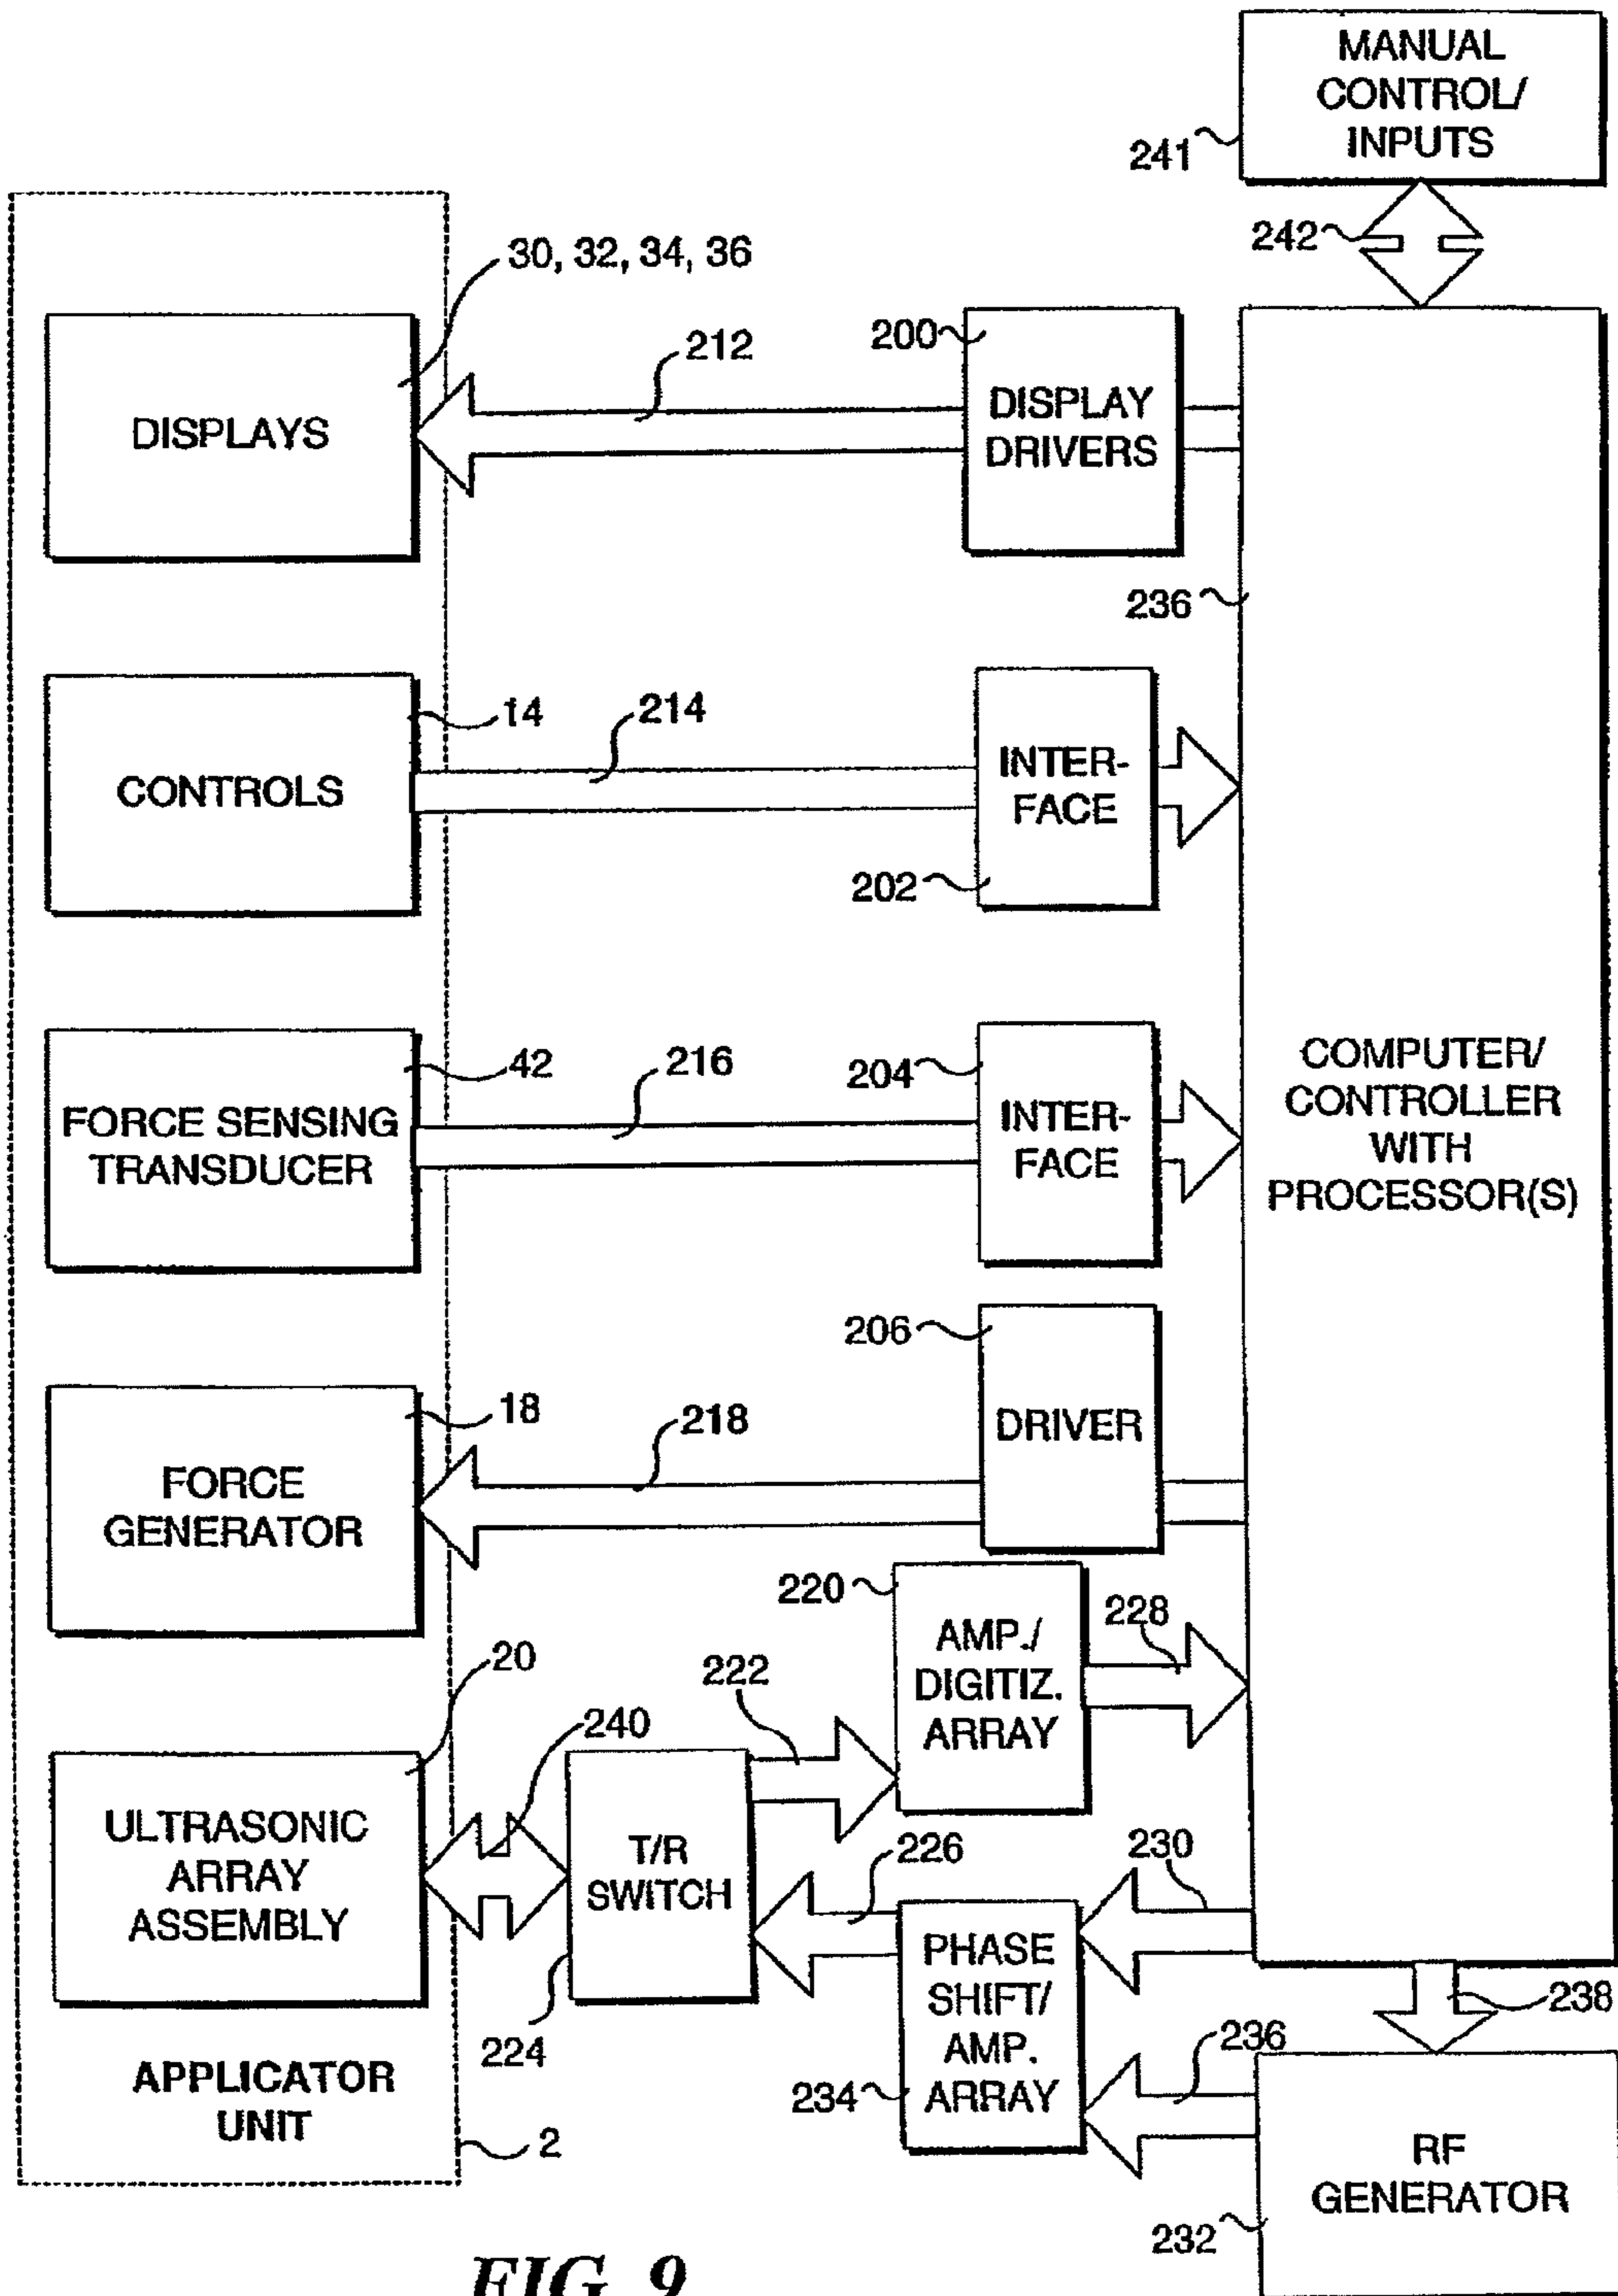 MANUAL
CONTROL/
INPUTS
241
242
30, 32, 34, 36
212
200
DISPLAYS
DISPLAY
DRIVERS
236
14
214
CONTROLS
INTER-
FACE
202
42
216
204
FORCE SENSING
TRANSDUCER
INTER-
FACE
COMPUTER/
CONTROLLER
WITH
PROCESSOR(S)
206
18
218
DRIVER
FORCE
GENERATOR
220
228
AMP./
DIGITIZ.
ARRAY
20
240
222
ULTRASONIC
ARRAY
ASSEMBLY
T/R
SWITCH
226
230
224
PHASE
SHIFT/
AMP.
ARRAY
234
238
236
APPLICATOR
UNIT
2
RF
GENERATOR
232
FIG. 9